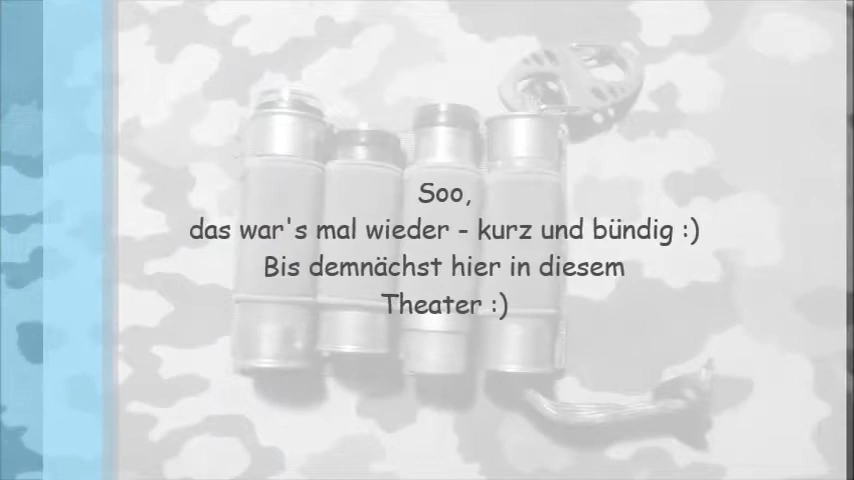 Soo,
das war's mal wieder - kurz und bündig :)
Bis demnächst hier in diesem
Theater :)